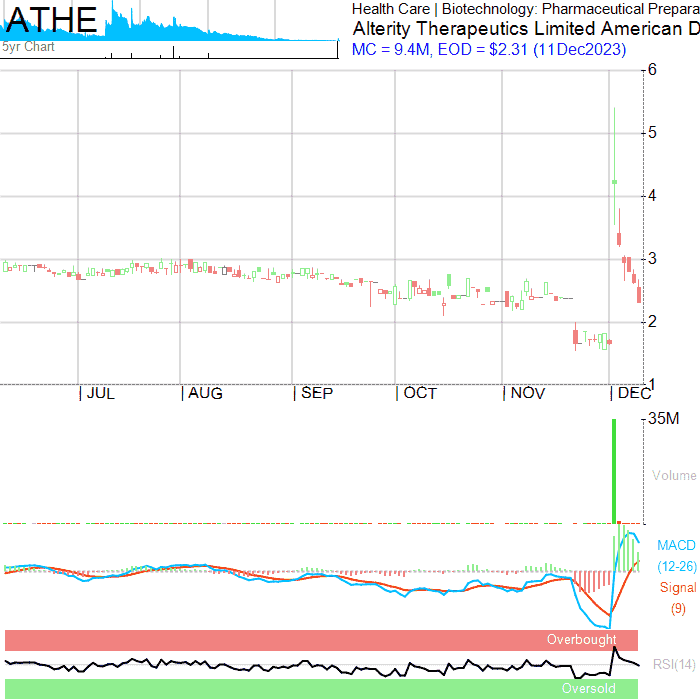 ATHE
5yr Chart
Health Care | Biotechnology: Pharmaceutical Prepara
Alterity Therapeutics Limited American D
MC = 9.4M, EOD = $2.31 (11Dec2023)
6
5
4
3
2
1
JUL
AUG
SEP
OCT
NOV
DEC
35M
Volume
MACD
(12-26)
Signal
(9)
Overbought
RSI(14)
Oversold